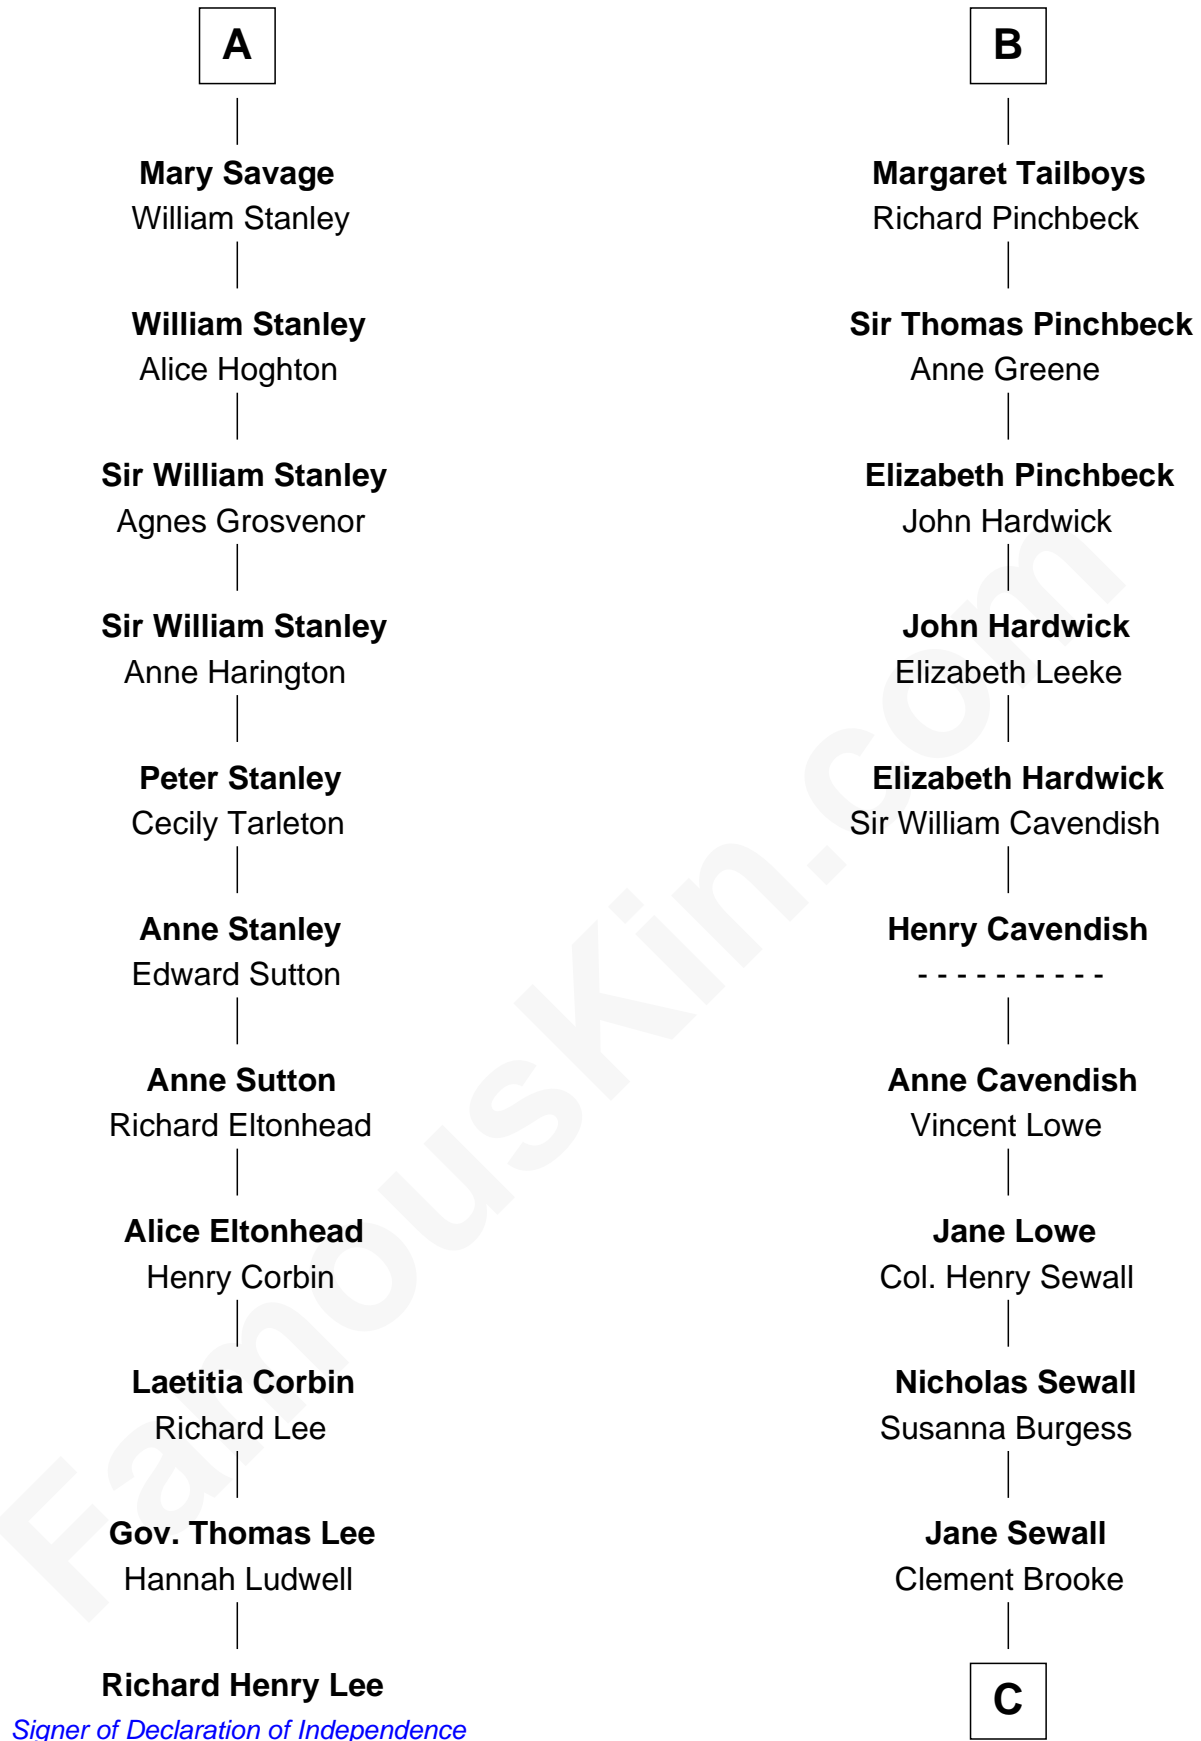 A
Mary Savage
William Stanley
William Stanley
Alice Hoghton
Sir William Stanley
Agnes Grosvenor
Sir William Stanley
Anne Harington
Peter Stanley
Cecily Tarleton
Anne Stanley
Edward Sutton
Anne Sutton
Richard Eltonhead
Alice Eltonhead
Henry Corbin
Laetitia Corbin
Richard Lee
Gov. Thomas Lee
Hannah Ludwell
Richard Henry Lee
Signer of Declaration of Independence
B
Margaret Tailboys
Richard Pinchbeck
Sir Thomas Pinchbeck
Anne Greene
Elizabeth Pinchbeck
John Hardwick
John Hardwick
Elizabeth Leeke
Elizabeth Hardwick
Sir William Cavendish
Henry Cavendish
- - - - - - - - - -
Anne Cavendish
Vincent Lowe
Jane Lowe
Col. Henry Sewall
Nicholas Sewall
Susanna Burgess
Jane Sewall
Clement Brooke
C
FamousKin.com